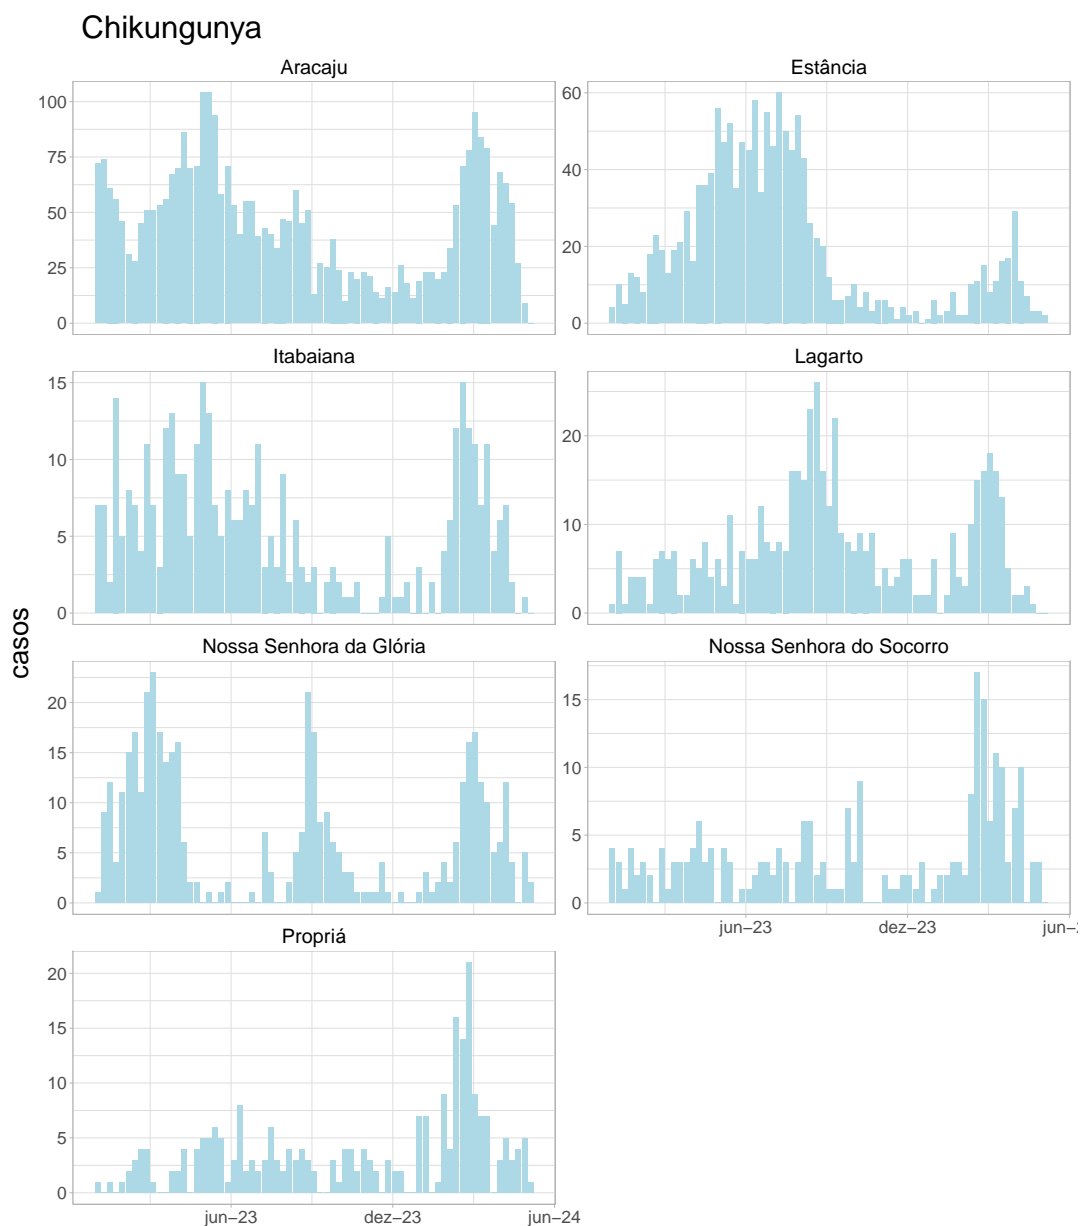 Chikungunya
Aracaju
Estância
100
75
50
25
0
60
40
20
0
Itabaiana
Lagarto
15
10
5
0
20
10
0
casos
Nossa Senhora da Glória
Nossa Senhora do Socorro
20
15
10
5
0
15
10
5
0
jun–23
dez–23
Propriá
20
15
10
5
0
jun–23
dez–23
jun–24